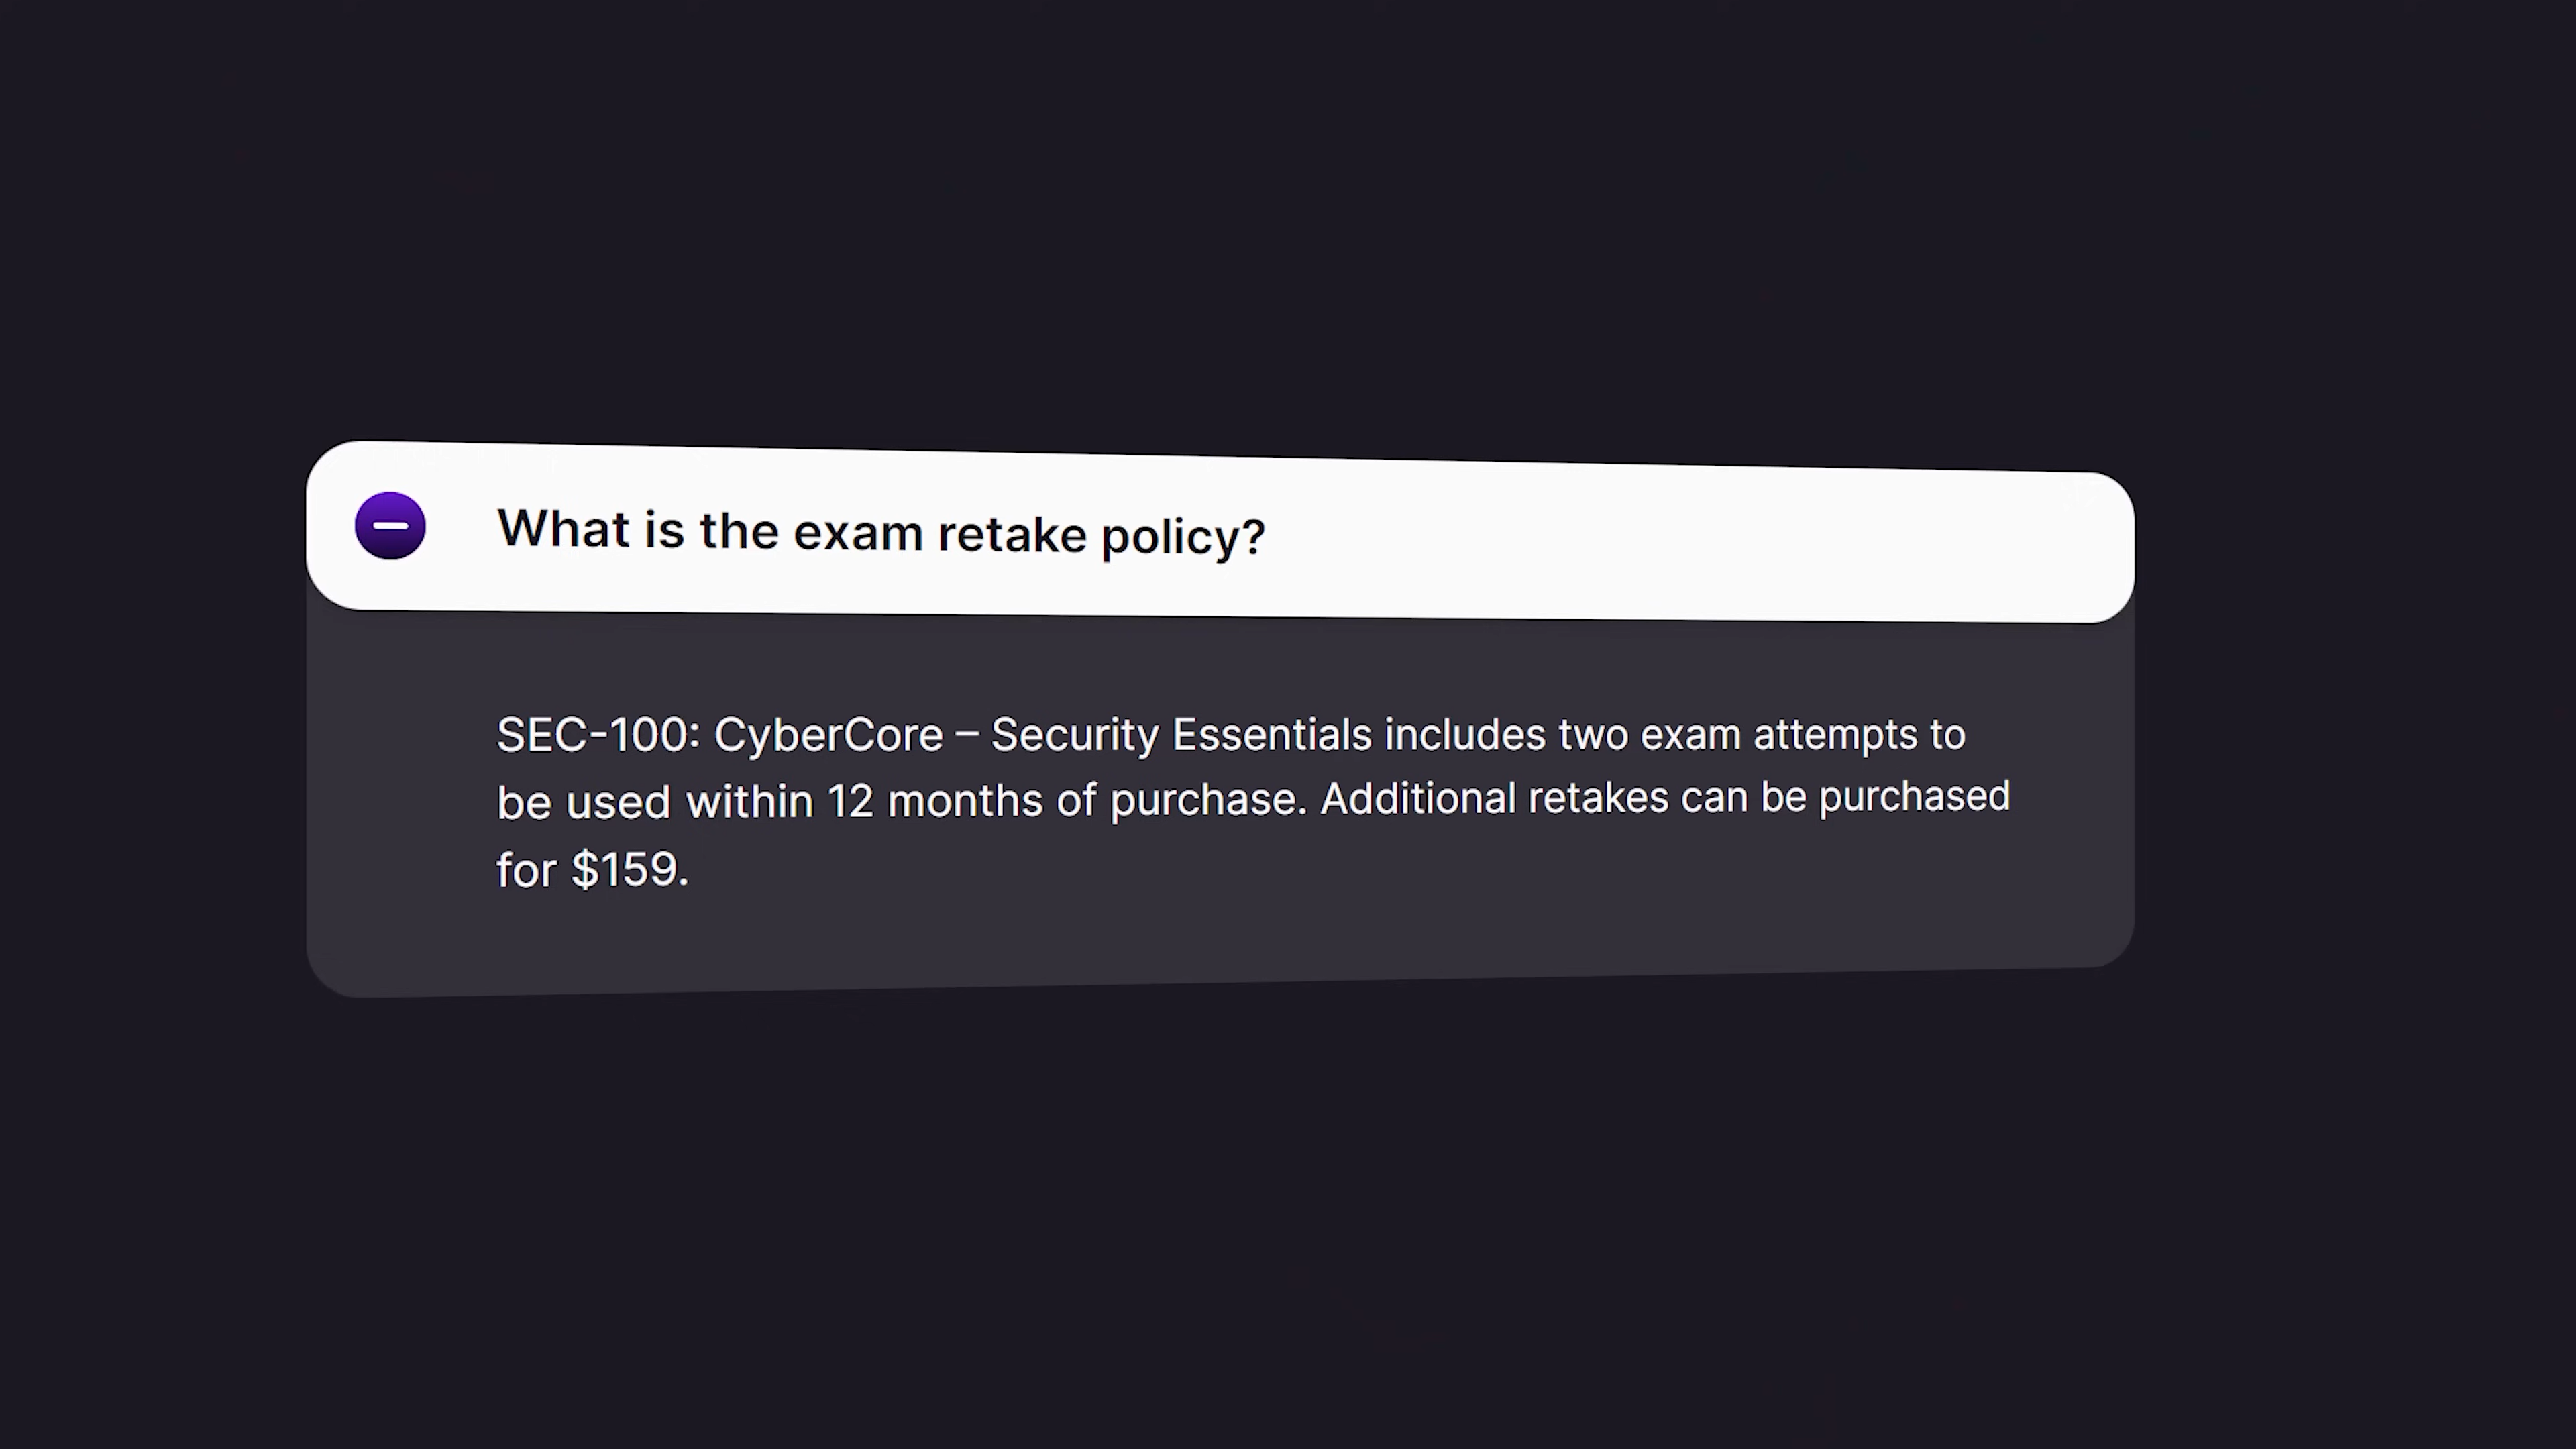 What is the exam retake policy?
SEC-100: CyberCore – Security Essentials includes two exam attempts to
be used within 12 months of purchase. Additional retakes can be purchased
for $159.